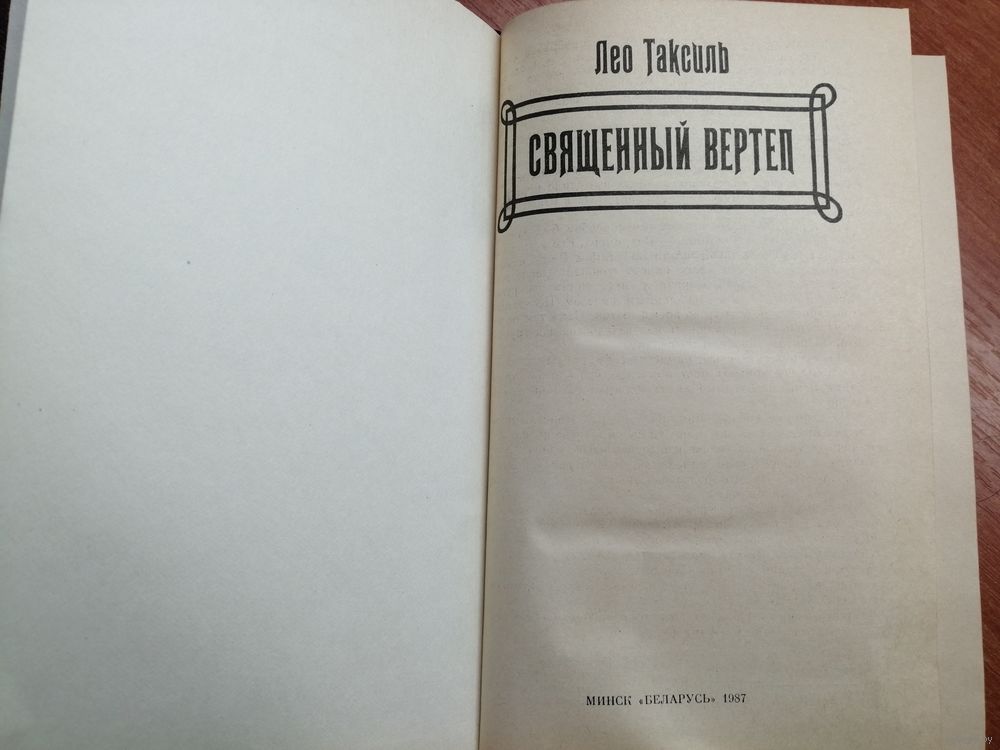 Лео Таксиль
СВЯЩЕННЫЙ ВЕРТЕП
МИНСК «БЕЛАРУСЬ» 1987